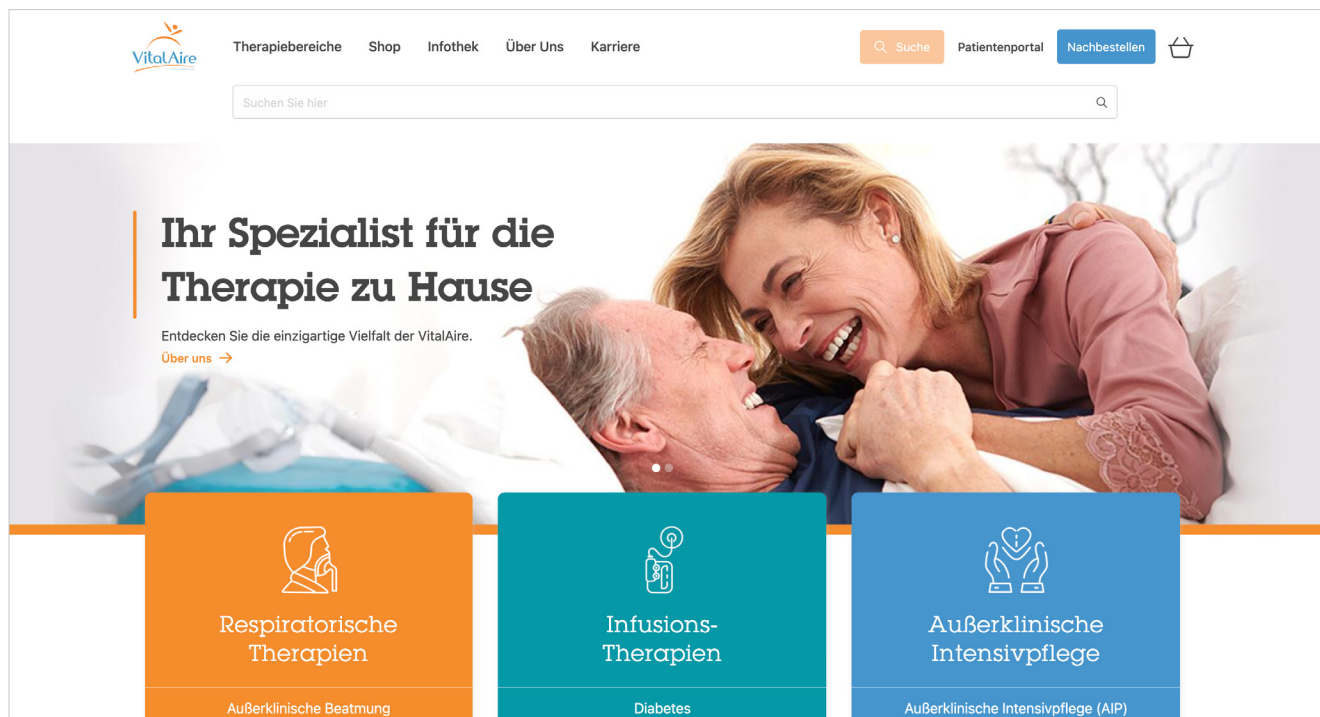 VitalAire
Therapiebereiche
Shop
Infothek
Über Uns
Karriere
Suche
Patientenportal
Nachbestellen
Suchen Sie hier
Ihr Spezialist für die
Therapie zu Hause
Entdecken Sie die einzigartige Vielfalt der VitalAire.
Über uns →
Respiratorische
Therapien
Außerklinische Beatmung
Infusions-
Therapien
Diabetes
Außerklinische
Intensivpflege
Außerklinische Intensivpflege (AIP)